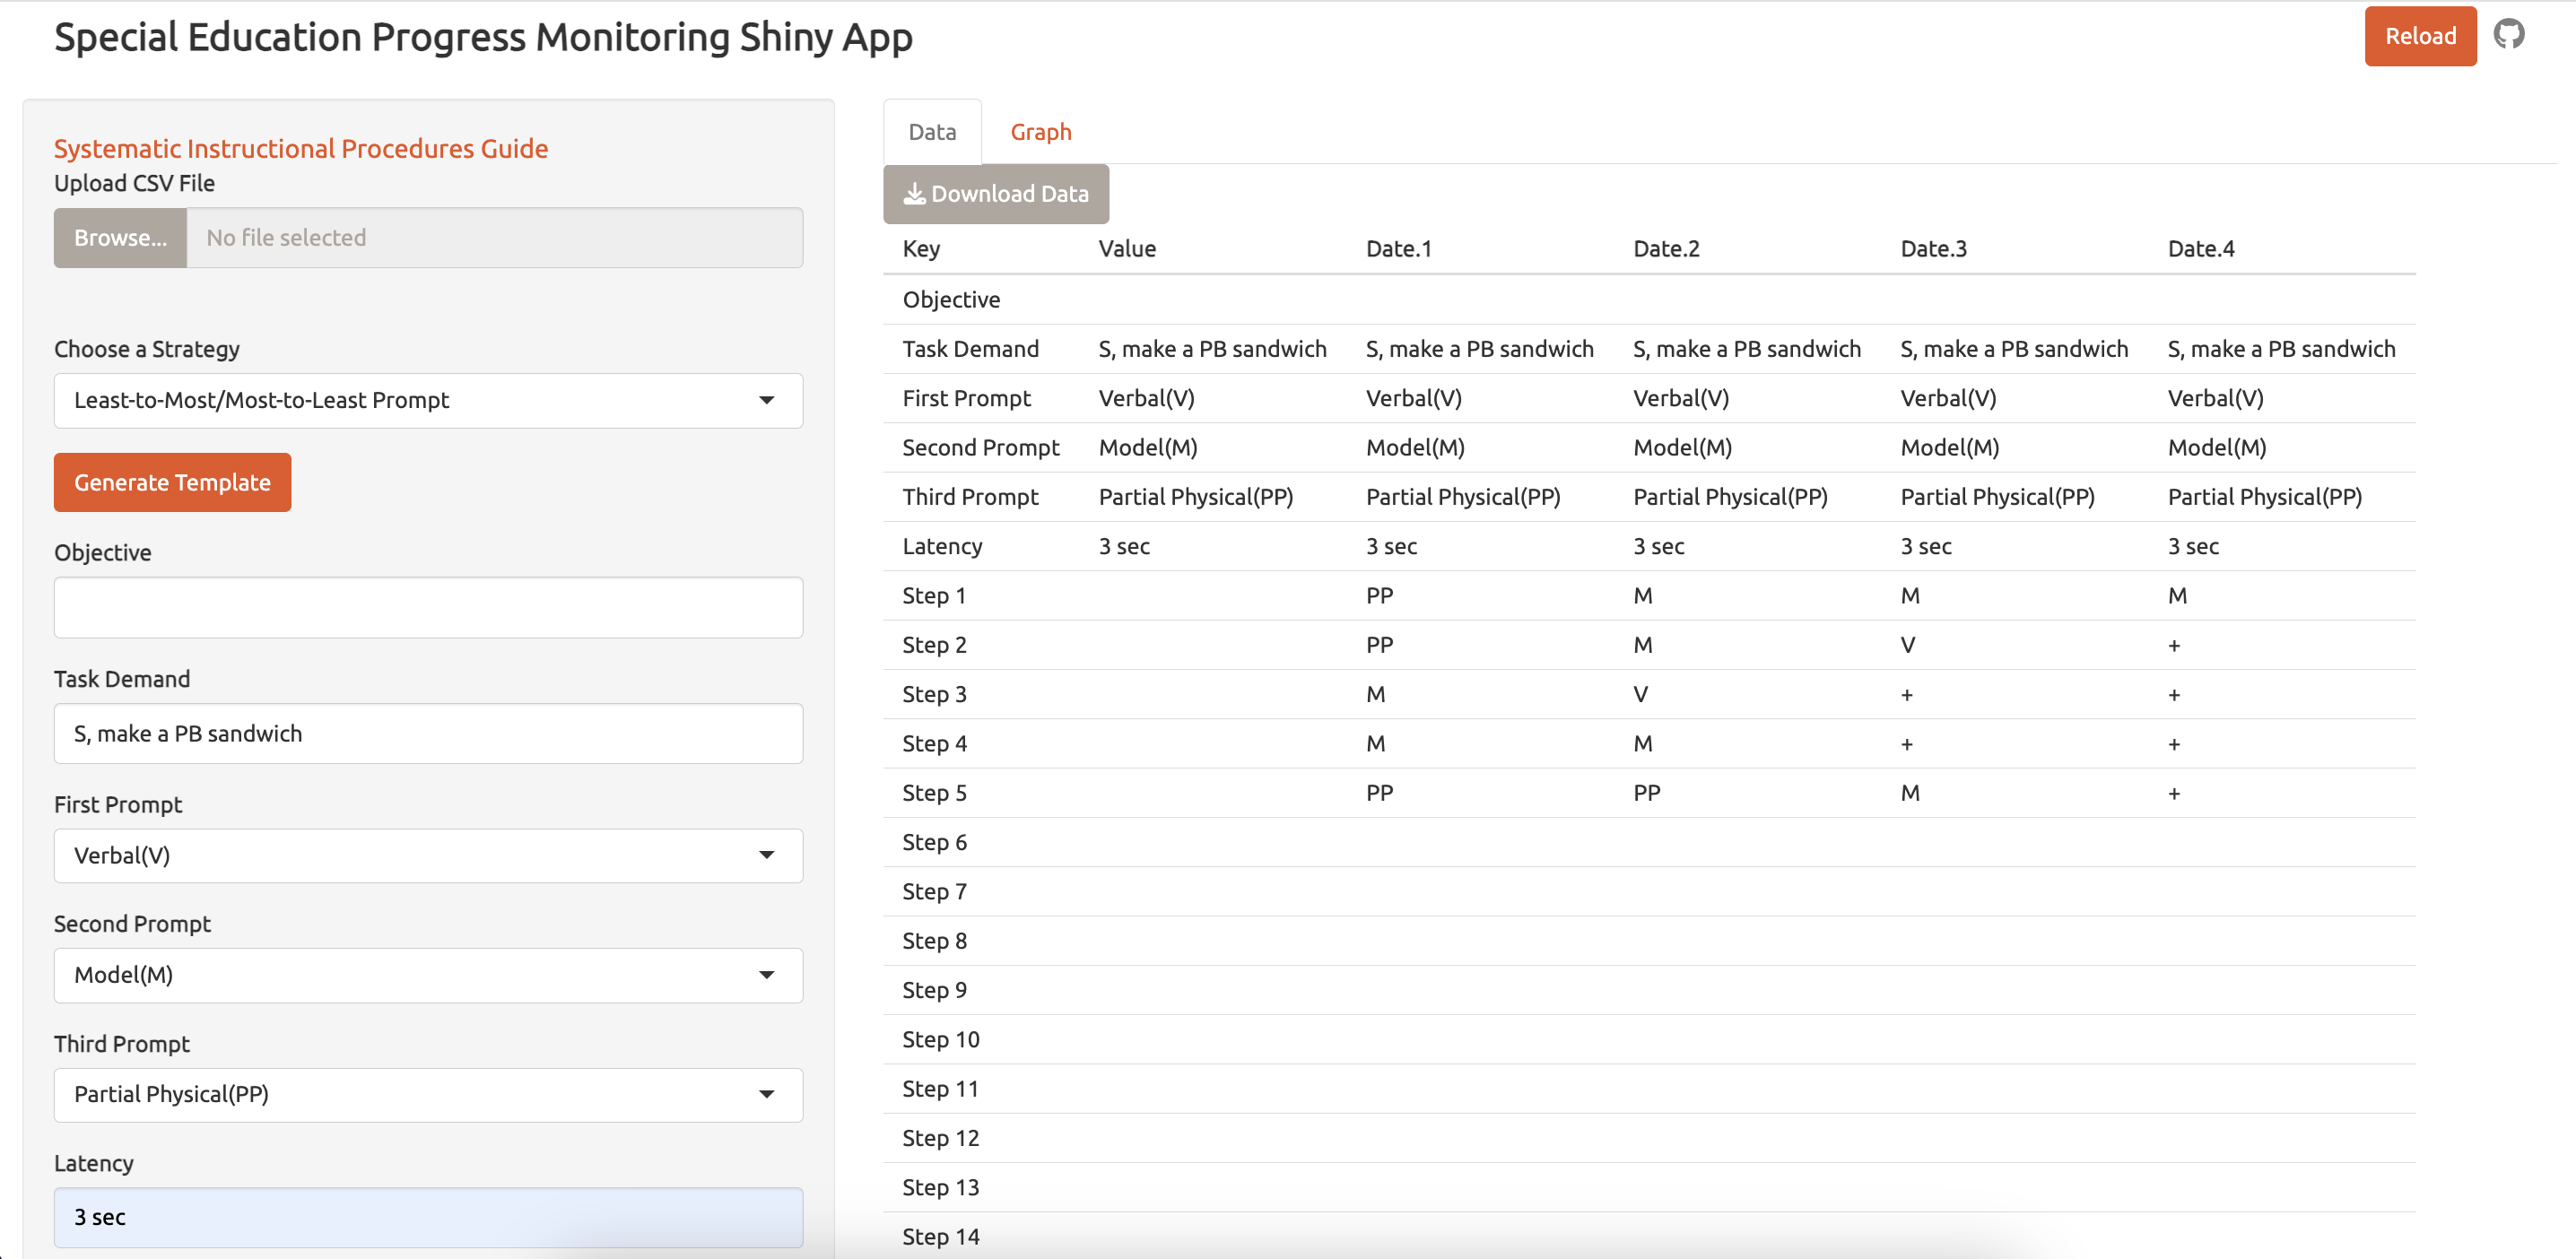 Special Education Progress Monitoring Shiny App
Reload
Systematic Instructional Procedures Guide
Upload CSV File
Browse... No file selected
Choose a Strategy
Least-to-Most/Most-to-Least Prompt
Generate Template
Objective
Task Demand
S, make a PB sandwich
First Prompt
Verbal(V)
Second Prompt
Model(M)
Third Prompt
Partial Physical(PP)
Latency
3 sec
Data Graph
Download Data
Key Value Date.1 Date.2 Date.3 Date.4
Objective
Task Demand S, make a PB sandwich S, make a PB sandwich S, make a PB sandwich S, make a PB sandwich S, make a PB sandwich
First Prompt Verbal(V) Verbal(V) Verbal(V) Verbal(V) Verbal(V)
Second Prompt Model(M) Model(M) Model(M) Model(M) Model(M)
Third Prompt Partial Physical(PP) Partial Physical(PP) Partial Physical(PP) Partial Physical(PP) Partial Physical(PP)
Latency 3 sec 3 sec 3 sec 3 sec 3 sec
Step 1 PP M M M
Step 2 PP M V +
Step 3 M V + +
Step 4 M M + +
Step 5 PP PP M +
Step 6
Step 7
Step 8
Step 9
Step 10
Step 11
Step 12
Step 13
Step 14